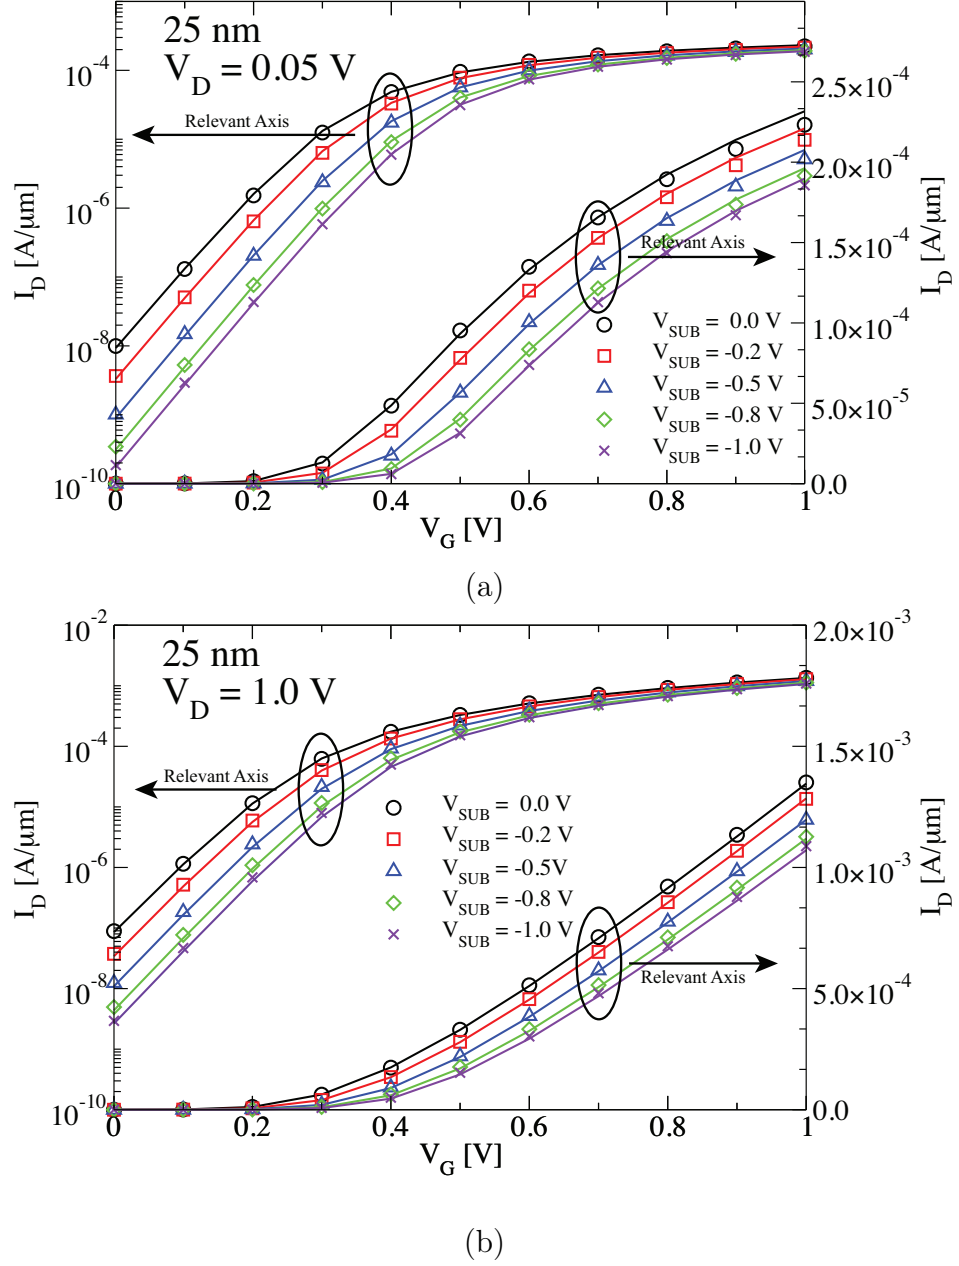 25 nm
V_D = 0.05 V
10^-4
10^-6
10^-8
10^-10
I_D [A/μm]
Relevant Axis
Relevant Axis
2.5×10^-4
2.0×10^-4
1.5×10^-4
1.0×10^-4
5.0×10^-5
0.0
I_D [A/μm]
V_SUB = 0.0 V
V_SUB = -0.2 V
V_SUB = -0.5 V
V_SUB = -0.8 V
V_SUB = -1.0 V
0 0.2 0.4 0.6 0.8 1
V_G [V]
(a)
25 nm
V_D = 1.0 V
10^-2
10^-4
10^-6
10^-8
10^-10
I_D [A/μm]
Relevant Axis
Relevant Axis
2.0×10^-3
1.5×10^-3
1.0×10^-3
5.0×10^-4
0.0
I_D [A/μm]
V_SUB = 0.0 V
V_SUB = -0.2 V
V_SUB = -0.5V
V_SUB = -0.8 V
V_SUB = -1.0 V
0 0.2 0.4 0.6 0.8 1
V_G [V]
(b)